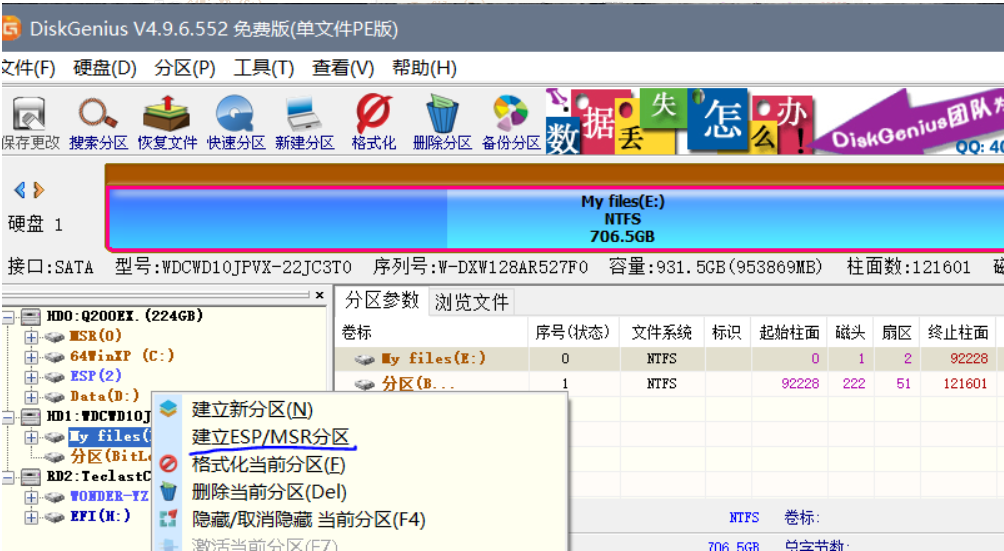 DiskGenius V4.9.6.552 免费版(单文件PE版)
文件(F) 硬盘(D) 分区(P) 工具(T) 查看(V) 帮助(H)
保存更改 搜索分区 恢复文件 快速分区 新建分区 格式化 删除分区 备份分区
数据丢失怎么办!
DiskGenius团队
QQ: 40
My files(E:)
NTFS
706.5GB
硬盘 1
接口:SATA 型号:WDCWD10JPVX-22JC3T0 序列号:W-DXW128AR527F0 容量:931.5GB(953869MB) 柱面数:121601
HD0:Q200EX.(224GB)
MSR(0)
64WinXP (C:)
ESP(2)
Data(D:)
HD1:WDCWD10J
My files(
分区(BitLo
RD2:TeclastC
WONDER-YZ
EFI(H:)
分区参数 浏览文件
卷标 序号(状态) 文件系统 标识 起始柱面 磁头 扇区 终止柱面
My files(E:) 0 NTFS 0 1 2 92228
分区(B... 1 NTFS 92228 222 51 121601
建立新分区(N)
建立ESP/MSR分区
格式化当前分区(F)
删除当前分区(Del)
隐藏/取消隐藏 当前分区(F4)
激活当前分区(F7)
NTFS 卷标:
706.5GB 总字节数: